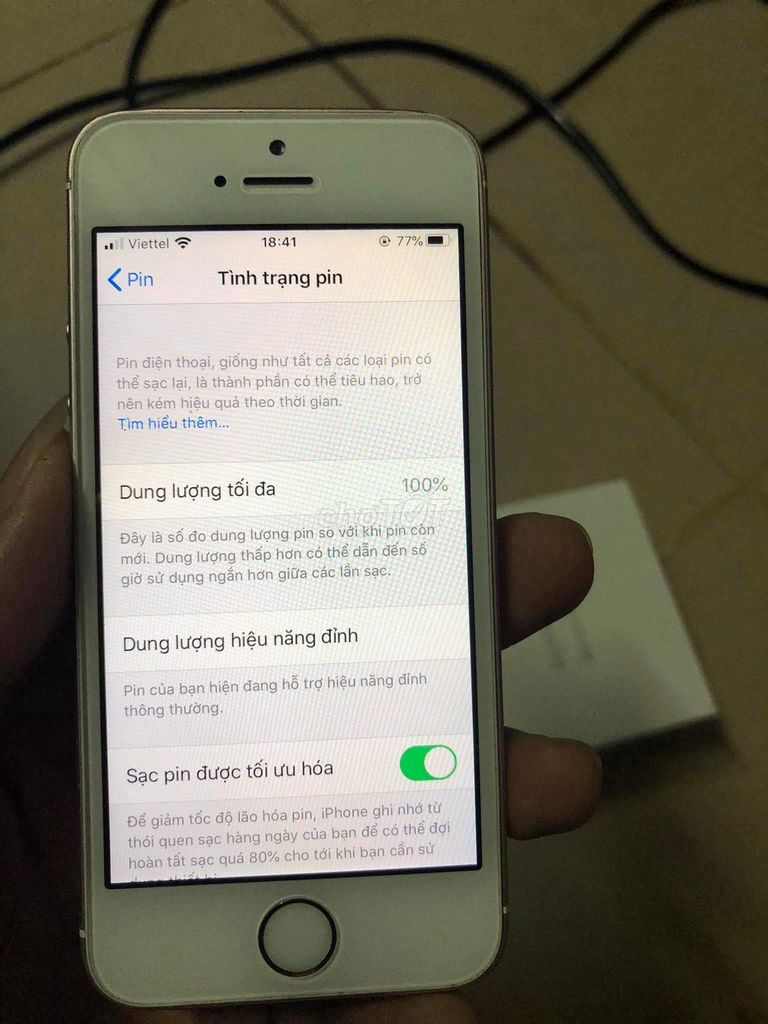 Viettel 18:41 77%
Pin Tình trạng pin
Pin điện thoại, giống như tất cả các loại pin có
thể sạc lại, là thành phần có thể tiêu hao, trở
nên kém hiệu quả theo thời gian.
Tìm hiểu thêm...
Dung lượng tối đa 100%
choTỐT
Đây là số đo dung lượng pin so với khi pin còn
mới. Dung lượng thấp hơn có thể dẫn đến số
giờ sử dụng ngắn hơn giữa các lần sạc.
Dung lượng hiệu năng đỉnh
Pin của bạn hiện đang hỗ trợ hiệu năng đỉnh
thông thường.
Sạc pin được tối ưu hóa
Để giảm tốc độ lão hóa pin, iPhone ghi nhớ từ
thói quen sạc hàng ngày của bạn để có thể đợi
hoàn tất sạc quá 80% cho tới khi bạn cần sử